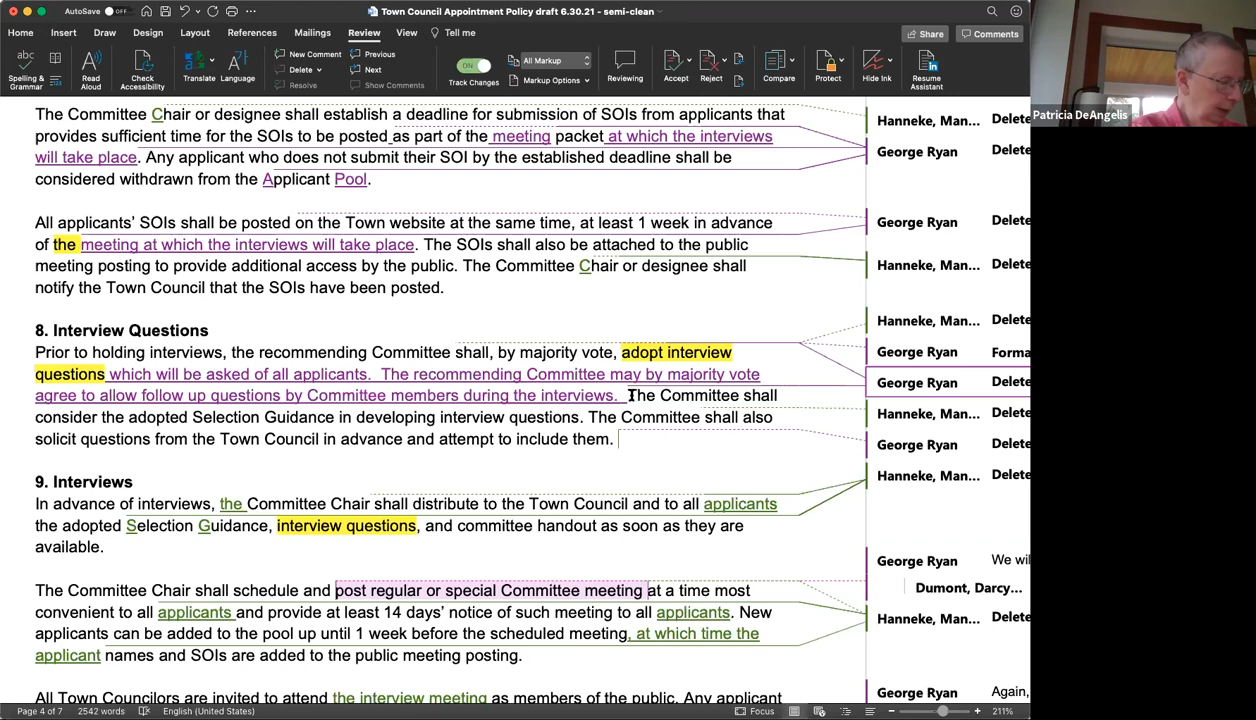 AutoSave OFF
Town Council Appointment Policy draft 6.30.21 - semi-clean
Home Insert Draw Design Layout References Mailings Review View Tell me Share Comments
abc
Spelling & Grammar
Read Aloud
Check Accessibility
Translate Language
New Comment
Delete
Resolve
Previous
Next
Show Comments
ON
Track Changes
All Markup
Markup Options
Reviewing
Accept Reject Compare Protect Hide Ink
Resume Assistant
Patricia DeAngelis
The Committee Chair or designee shall establish a deadline for submission of SOIs from applicants that
provides sufficient time for the SOIs to be posted as part of the meeting packet at which the interviews
will take place. Any applicant who does not submit their SOI by the established deadline shall be
considered withdrawn from the Applicant Pool.
All applicants' SOIs shall be posted on the Town website at the same time, at least 1 week in advance
of the meeting at which the interviews will take place. The SOIs shall also be attached to the public
meeting posting to provide additional access by the public. The Committee Chair or designee shall
notify the Town Council that the SOIs have been posted.
8. Interview Questions
Prior to holding interviews, the recommending Committee shall, by majority vote, adopt interview
questions which will be asked of all applicants. The recommending Committee may by majority vote
agree to allow follow up questions by Committee members during the interviews. The Committee shall
consider the adopted Selection Guidance in developing interview questions. The Committee shall also
solicit questions from the Town Council in advance and attempt to include them.
9. Interviews
In advance of interviews, the Committee Chair shall distribute to the Town Council and to all applicants
the adopted Selection Guidance, interview questions, and committee handout as soon as they are
available.
The Committee Chair shall schedule and post regular or special Committee meeting at a time most
convenient to all applicants and provide at least 14 days' notice of such meeting to all applicants. New
applicants can be added to the pool up until 1 week before the scheduled meeting, at which time the
applicant names and SOIs are added to the public meeting posting.
All Town Councilors are invited to attend the interview meeting as members of the public. Any applicant
Hanneke, Man... Delete
George Ryan Delete
George Ryan Delete
Hanneke, Man... Delete
Hanneke, Man... Delete
George Ryan Forma
George Ryan Delete
Hanneke, Man... Delete
George Ryan Delete
Hanneke, Man... Delete
George Ryan We wil
Dumont, Darcy...
Hanneke, Man... Delete
George Ryan Again,
Page 4 of 7 2542 words English (United States) Focus 211%